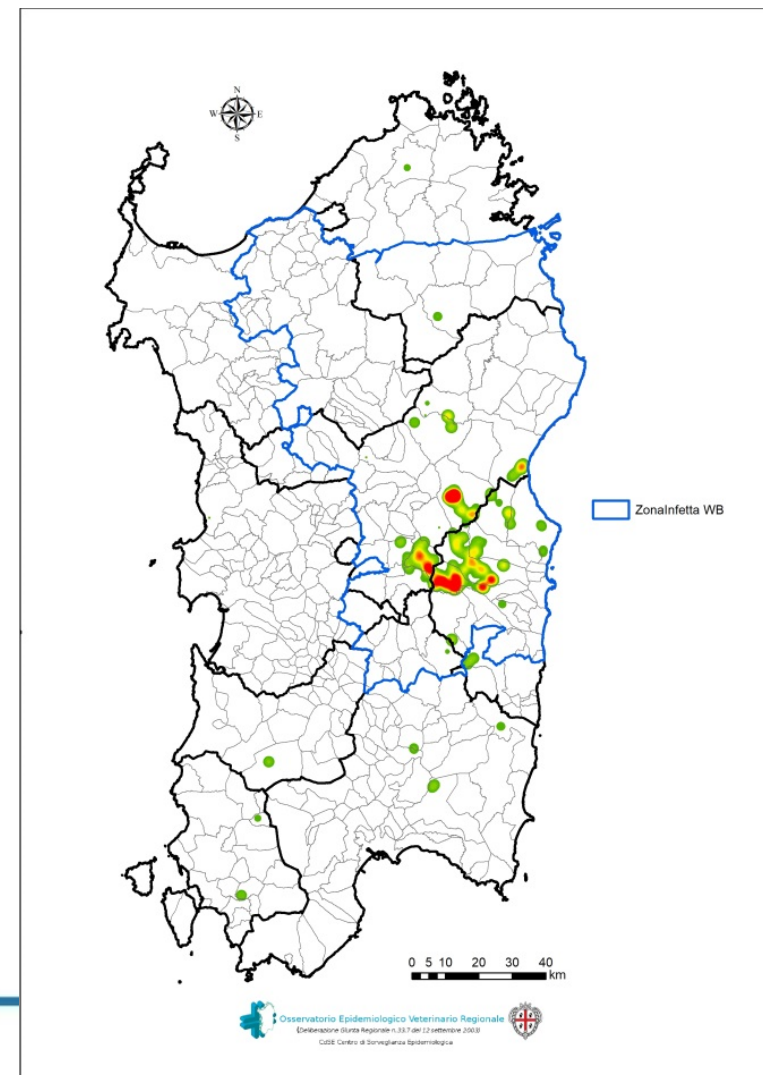 N
W E
S
ZonaInfetta WB
0 5 10 20 30 40
km
Osservatorio Epidemiologico Veterinario Regionale
(Deliberazione Giunta Regionale n.33.7 del 12 settembre 2003)
CdSE Centro di Sorveglianza Epidemiologica